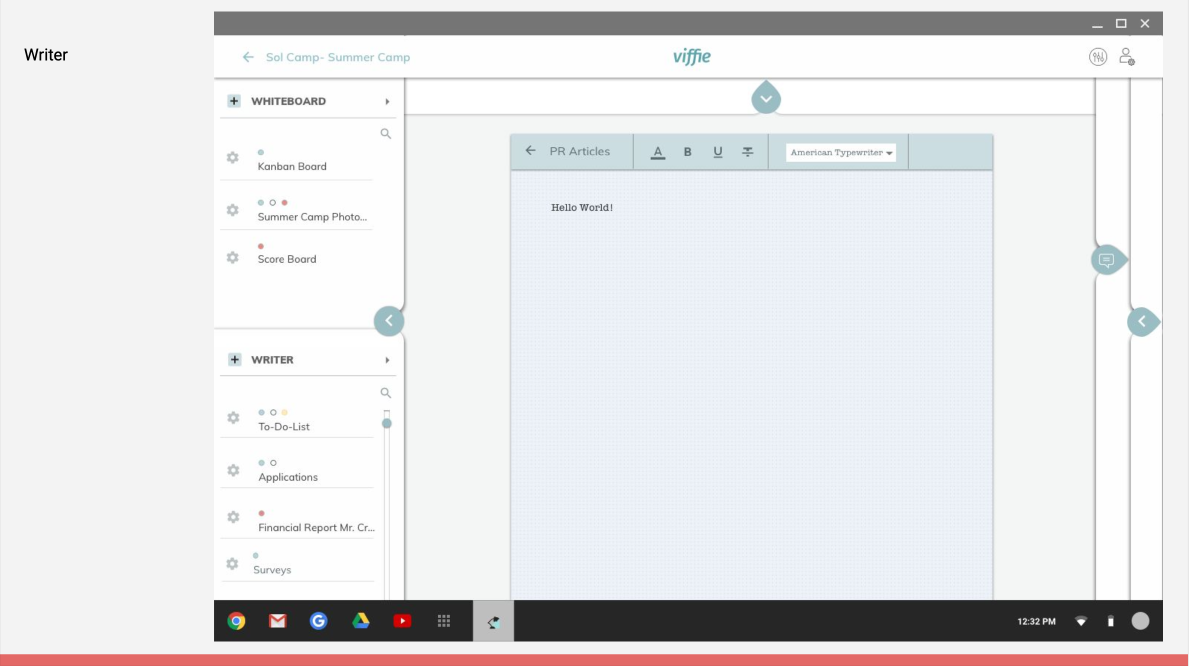 Writer
Sol Camp- Summer Camp
viffie
WHITEBOARD
Kanban Board
Summer Camp Photo...
Score Board
WRITER
To-Do-List
Applications
Financial Report Mr. Cr...
Surveys
PR Articles
A B U T
American Typewriter
Hello World!
12:32 PM